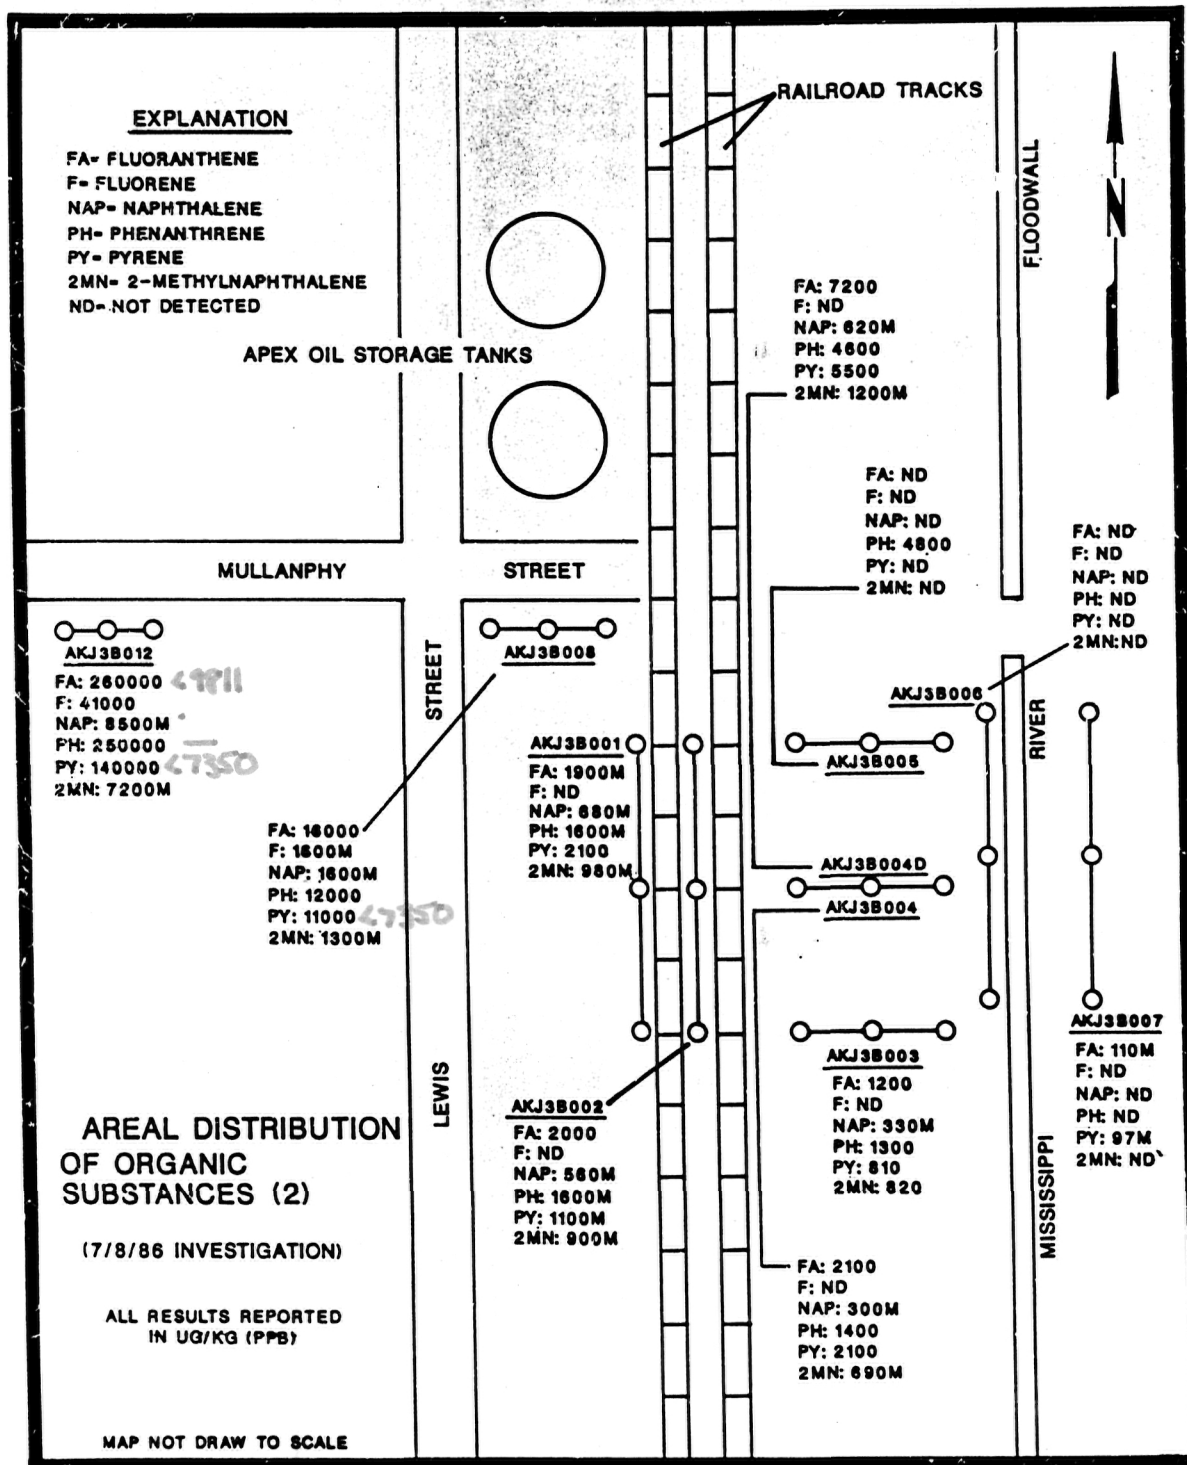 RAILROAD TRACKS
EXPLANATION
FA- FLUORANTHENE
F- FLUORENE
NAP- NAPHTHALENE
PH- PHENANTHRENE
PY- PYRENE
2MN- 2-METHYLNAPHTHALENE
ND- NOT DETECTED
APEX OIL STORAGE TANKS
FLOODWALL
N
FA: 7200
F: ND
NAP: 620M
PH: 4600
PY: 5500
2MN: 1200M
FA: ND
F: ND
NAP: ND
PH: 4800
PY: ND
2MN: ND
FA: ND
F: ND
NAP: ND
PH: ND
PY: ND
2MN:ND
MULLANPHY STREET
AKJ3B012
FA: 260000 <9811
F: 41000
NAP: 8500M
PH: 250000
PY: 140000 <7350
2MN: 7200M
AKJ3B008
FA: 16000
F: 1600M
NAP: 1600M
PH: 12000
PY: 11000 <7350
2MN: 1300M
LEWIS STREET
AKJ3B001
FA: 1900M
F: ND
NAP: 680M
PH: 1600M
PY: 2100
2MN: 980M
AKJ3B006
AKJ3B005
AKJ3B004D
AKJ3B004
MISSISSIPPI RIVER
AKJ3B003
FA: 1200
F: ND
NAP: 330M
PH: 1300
PY: 810
2MN: 820
AKJ3B007
FA: 110M
F: ND
NAP: ND
PH: ND
PY: 97M
2MN: ND
AKJ3B002
FA: 2000
F: ND
NAP: 560M
PH: 1600M
PY: 1100M
2MN: 900M
FA: 2100
F: ND
NAP: 300M
PH: 1400
PY: 2100
2MN: 690M
AREAL DISTRIBUTION
OF ORGANIC
SUBSTANCES (2)
(7/8/86 INVESTIGATION)
ALL RESULTS REPORTED
IN UG/KG (PPB)
MAP NOT DRAW TO SCALE